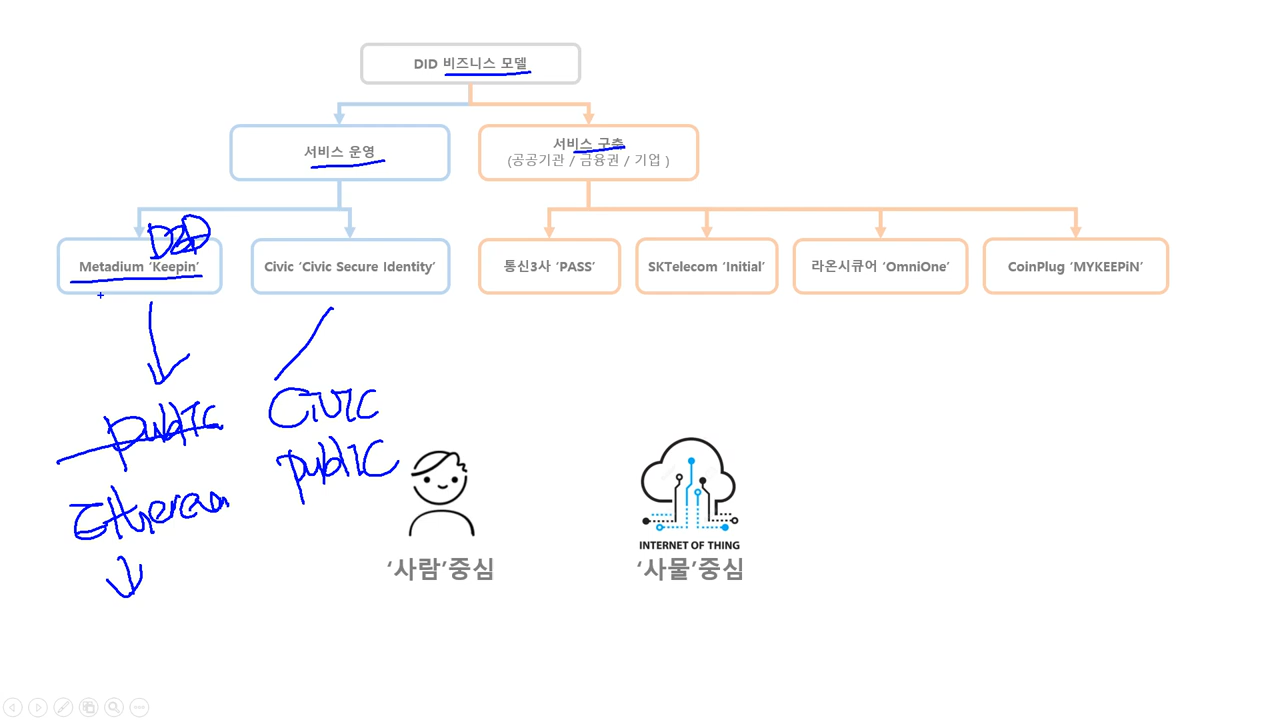 DID 비즈니스 모델
서비스 운영
서비스 구축
(공공기관 / 금융권 / 기업 )
Metadium ‘Keepin’
Civic ‘Civic Secure Identity’
통신3사 ‘PASS’
SKTelecom ‘Initial’
라온시큐어 ‘OmniOne’
CoinPlug ‘MYKEEPiN’
public
Civic
public
INTERNET OF THING
‘사람’중심
‘사물’중심